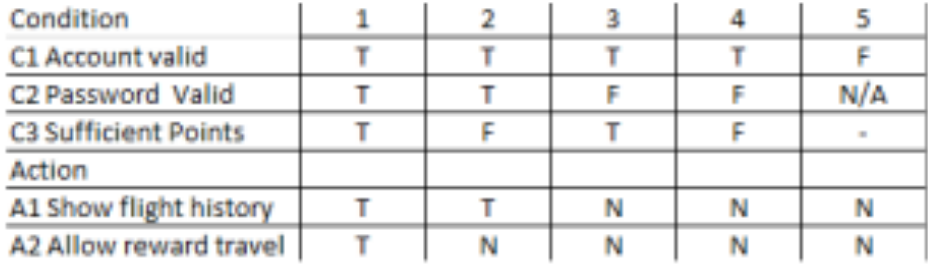 Condition 1 2 3 4 5
C1 Account valid T T T T F
C2 Password Valid T T F F N/A
C3 Sufficient Points T F T F -
Action
A1 Show flight history T T N N N
A2 Allow reward travel T N N N N